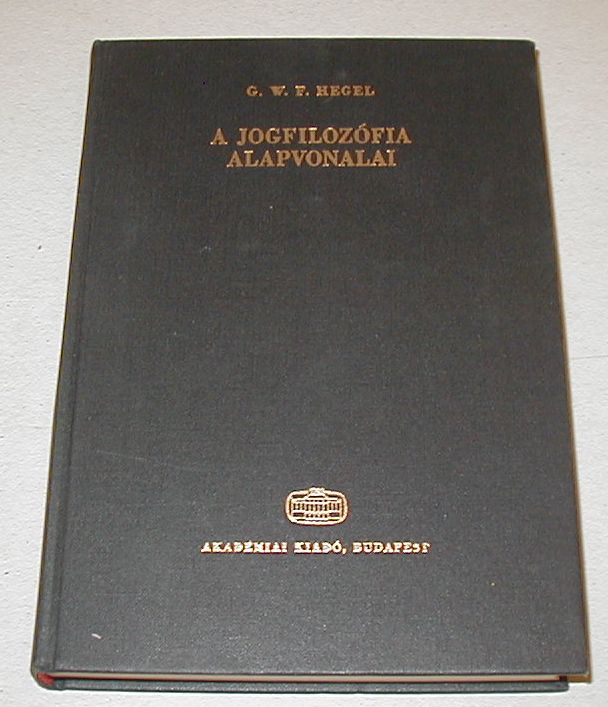 G. W. F. HEGEL
A JOGFILOZÓFIA
ALAPVONALAI
AKADÉMIAI KIADÓ, BUDAPEST